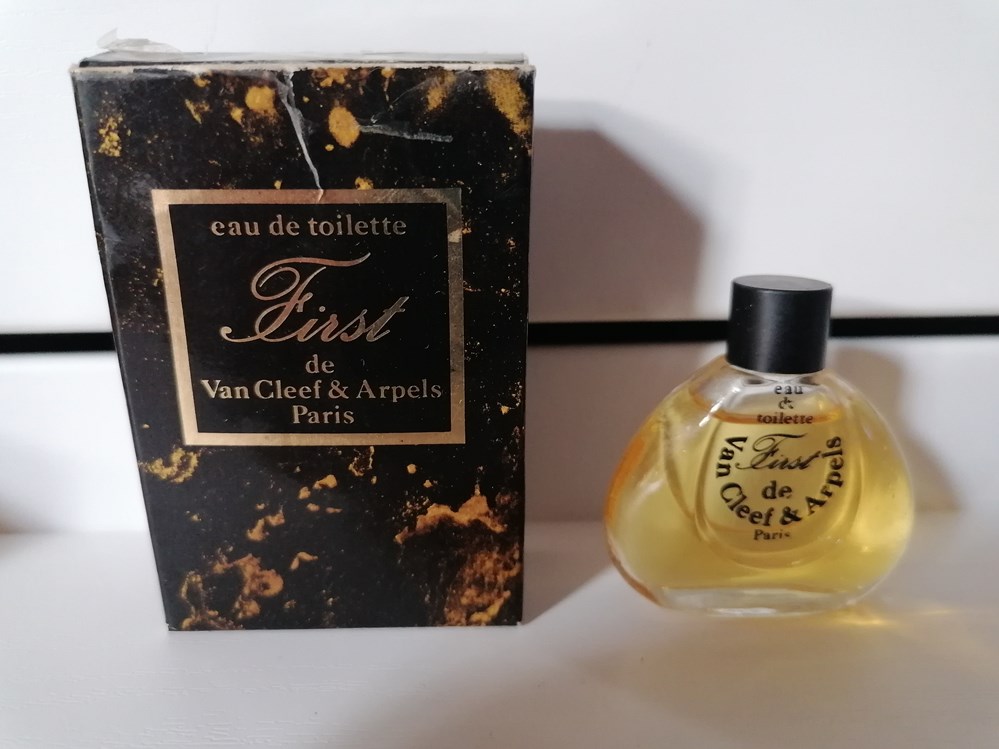 eau de toilette
First
de
Van Cleef & Arpels
Paris
eau
de
toilette
First
de
Van Cleef & Arpels
Paris